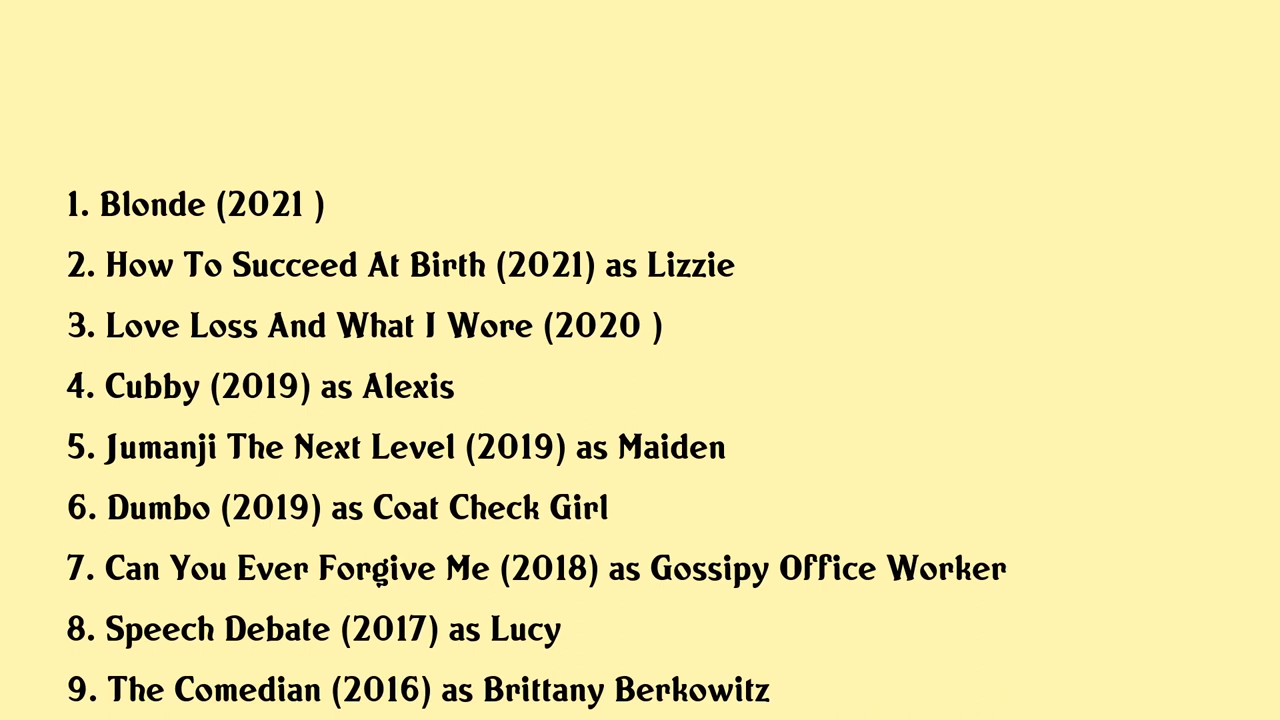 1. Blonde (2021 )
2. How To Succeed At Birth (2021) as Lizzie
3. Love Loss And What I Wore (2020 )
4. Cubby (2019) as Alexis
5. Jumanji The Next Level (2019) as Maiden
6. Dumbo (2019) as Coat Check Girl
7. Can You Ever Forgive Me (2018) as Gossipy Office Worker
8. Speech Debate (2017) as Lucy
9. The Comedian (2016) as Brittany Berkowitz